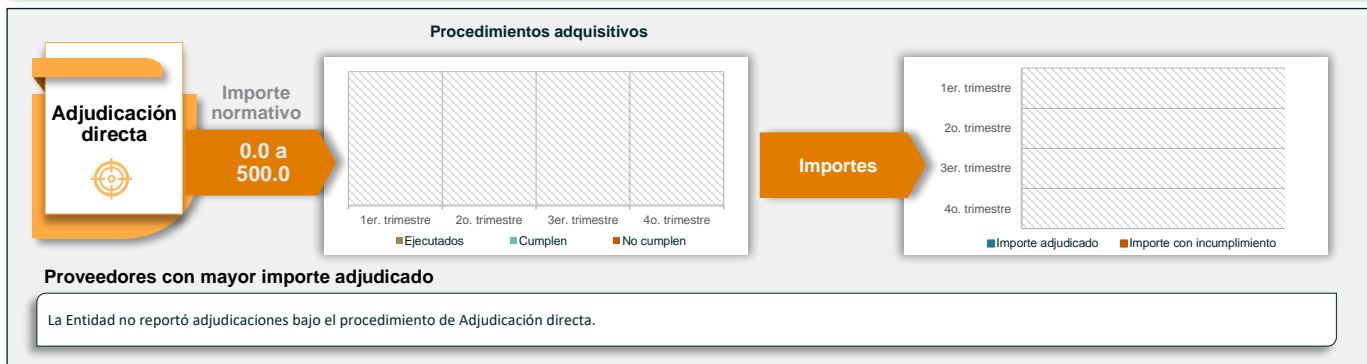 Procedimientos adquisitivos
Adjudicación
directa
Importe
normativo
0.0 a
500.0
1er. trimestre
2o. trimestre
3er. trimestre
4o. trimestre
Ejecutados
Cumplen
No cumplen
Importes
1er. trimestre
2o. trimestre
3er. trimestre
4o. trimestre
Importe adjudicado
Importe con incumplimiento
Proveedores con mayor importe adjudicado
La Entidad no reportó adjudicaciones bajo el procedimiento de Adjudicación directa.